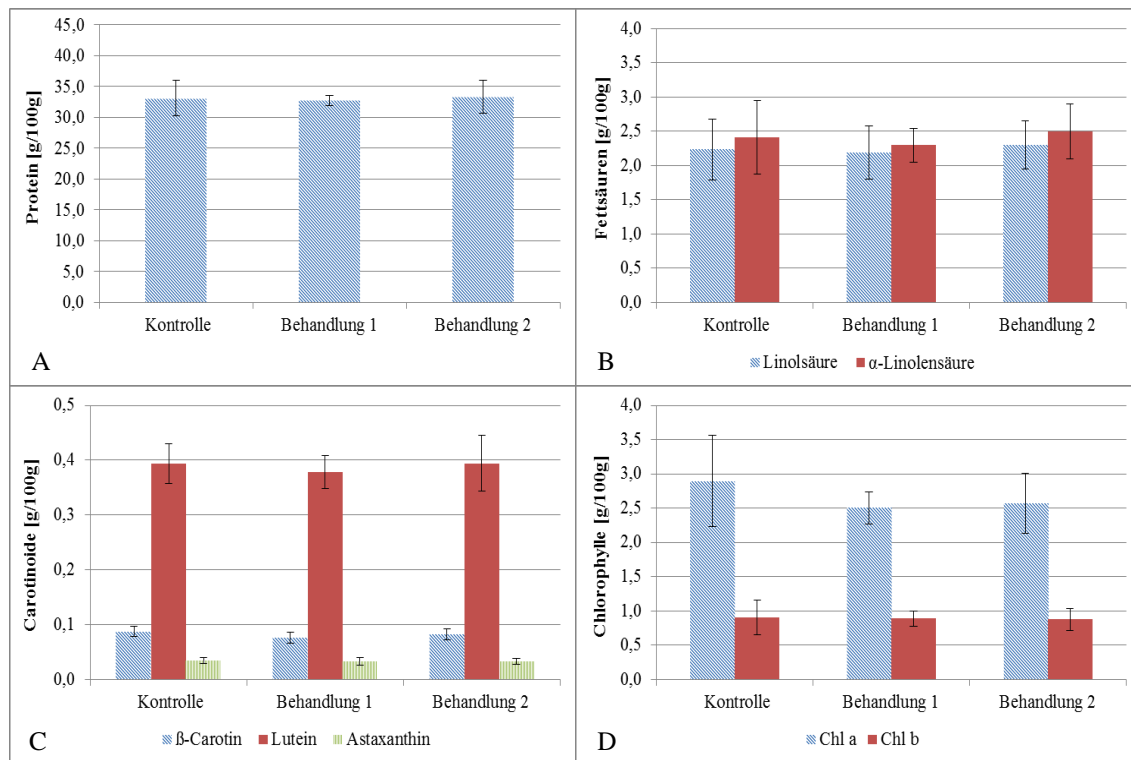 Protein [g/100g]
45,0
40,0
35,0
30,0
25,0
20,0
15,0
10,0
5,0
0,0
Kontrolle Behandlung 1 Behandlung 2
A
Fettsäuren [g/100g]
4,0
3,5
3,0
2,5
2,0
1,5
1,0
0,5
0,0
Kontrolle Behandlung 1 Behandlung 2
Linolsäure α-Linolensäure
B
Carotinoide [g/100g]
0,5
0,4
0,3
0,2
0,1
0,0
Kontrolle Behandlung 1 Behandlung 2
ß-Carotin Lutein Astaxanthin
C
Chlorophylle [g/100g]
4,0
3,5
3,0
2,5
2,0
1,5
1,0
0,5
0,0
Kontrolle Behandlung 1 Behandlung 2
Chl a Chl b
D